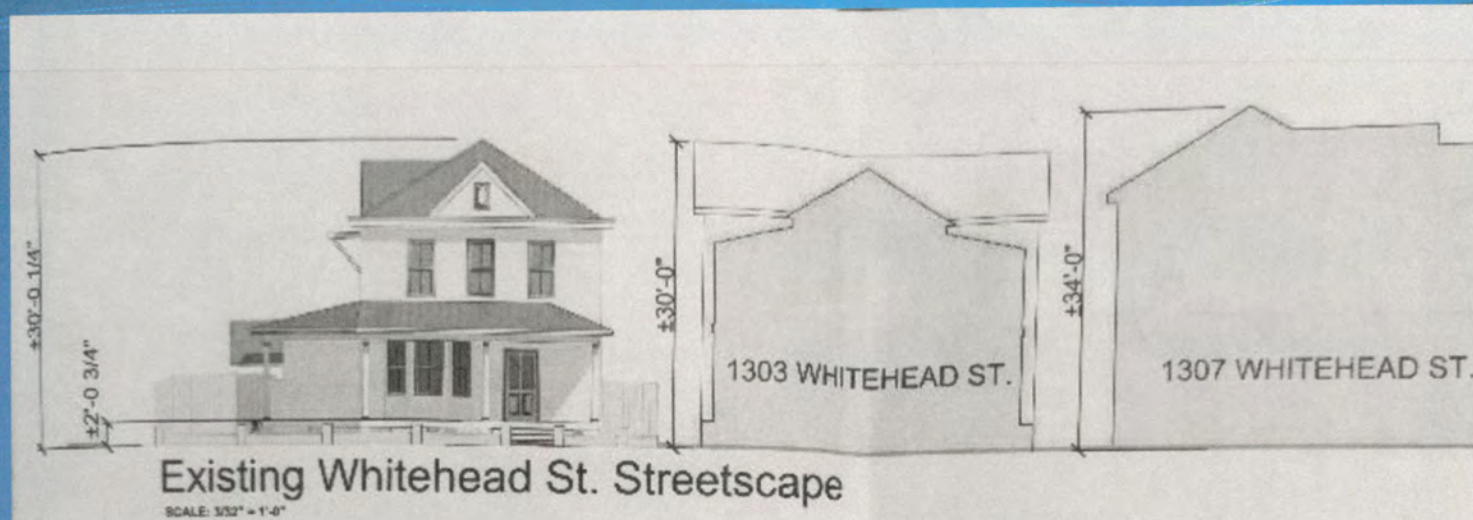 ±30'-0 1/4"
±2'-0 3/4"
±30'-0"
1303 WHITEHEAD ST.
±34'-0"
1307 WHITEHEAD ST.
Existing Whitehead St. Streetscape
SCALE: 3/32" = 1'-0"